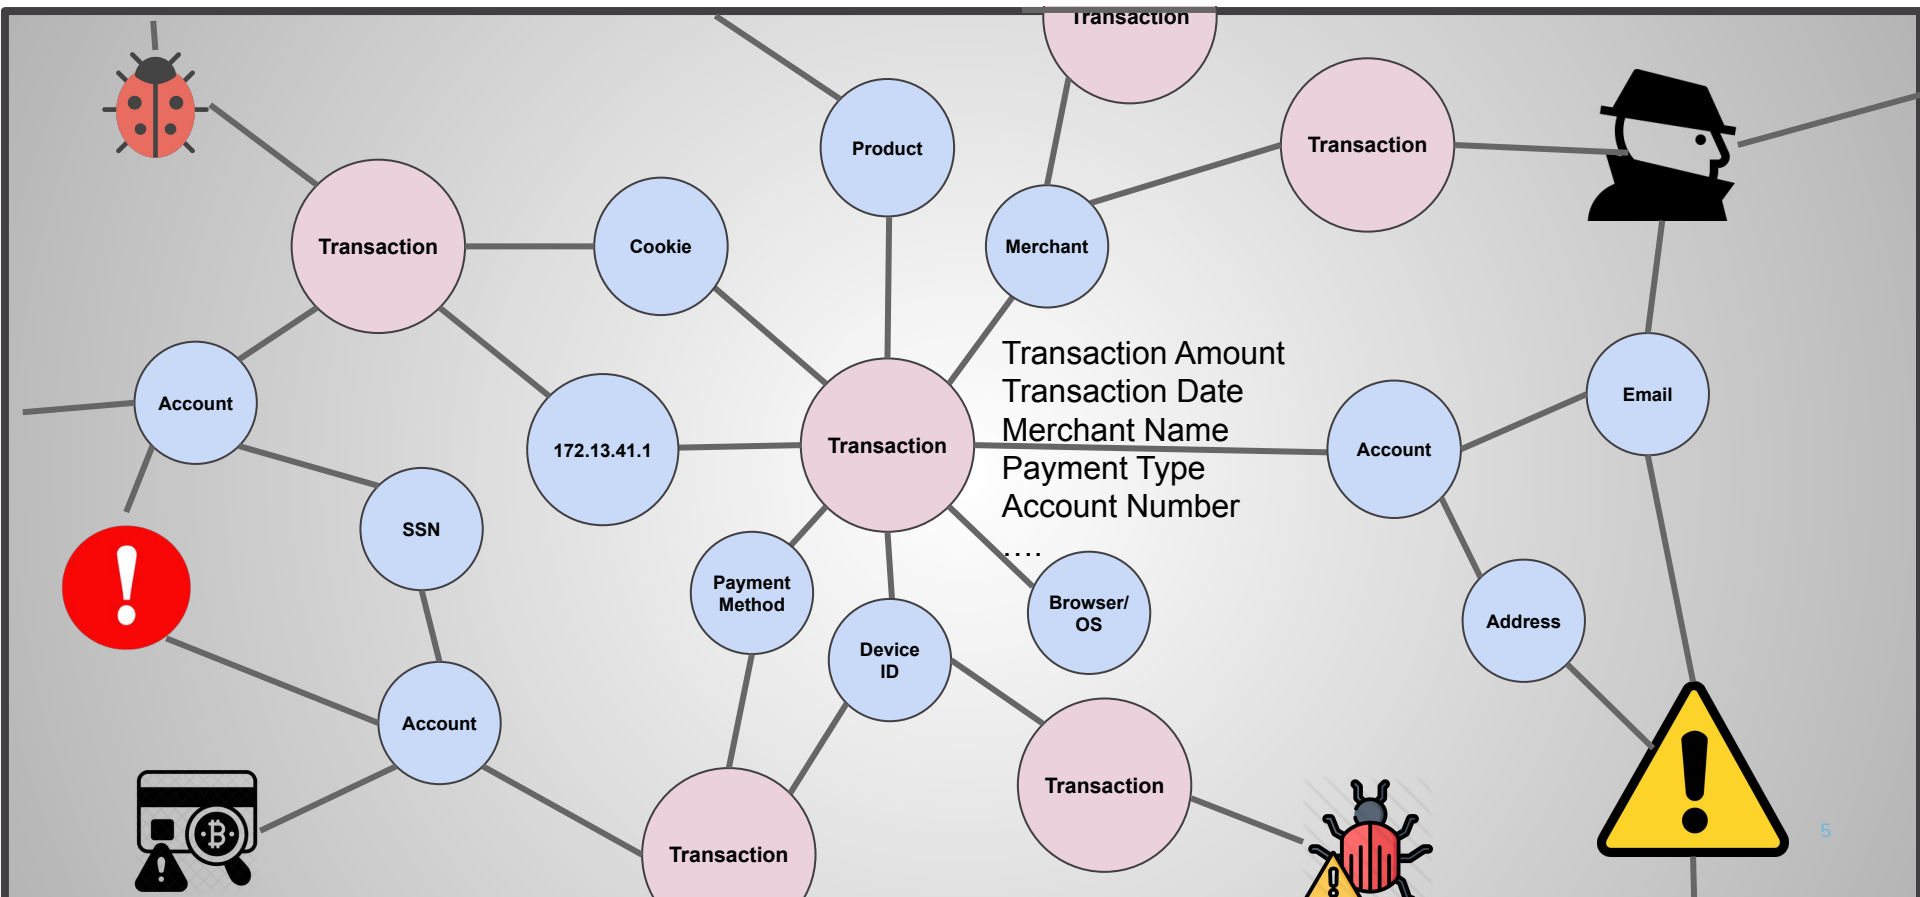 Transaction
Product
Transaction
Transaction
Cookie
Merchant
Transaction Amount
Transaction Date
Merchant Name
Payment Type
Account Number
....
Account
Email
172.13.41.1
Transaction
Account
SSN
Payment
Method
Browser/
OS
Address
Device
ID
Account
Transaction
Transaction
5